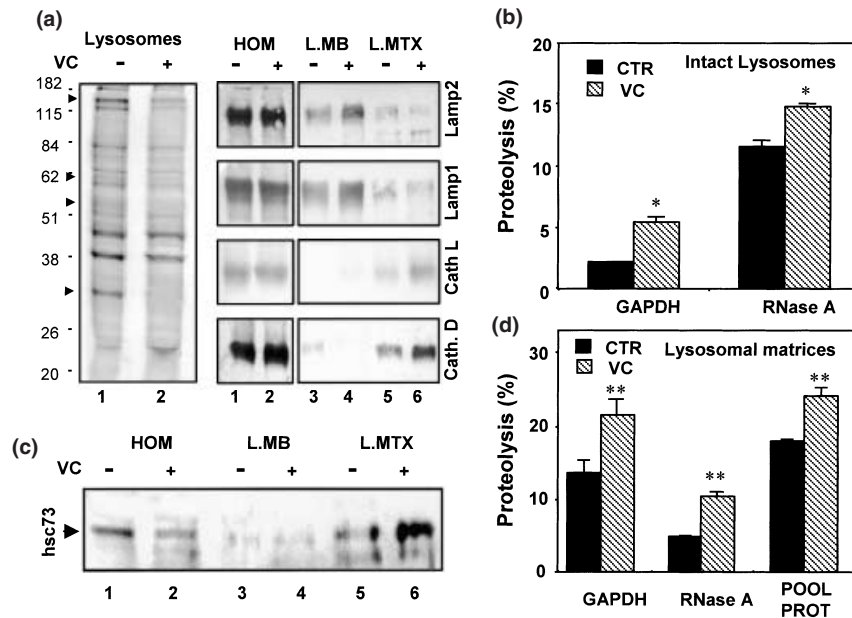 (a)
Lysosomes
VC - +
182
115
84
62
51
38
26
20
1 2
HOM L.MB L.MTX
- + - + - +
Lamp2
Lamp1
Cath L
Cath. D
1 2 3 4 5 6
(b)
Proteolysis (%)
20
15
10
5
0
CTR
VC
Intact Lysosomes
*
*
GAPDH RNase A
(c)
HOM L.MB L.MTX
VC - + - + - +
hsc73
1 2 3 4 5 6
(d)
Proteolysis (%)
30
20
10
0
CTR
VC
Lysosomal matrices
**
**
**
GAPDH RNase A POOL
PROT